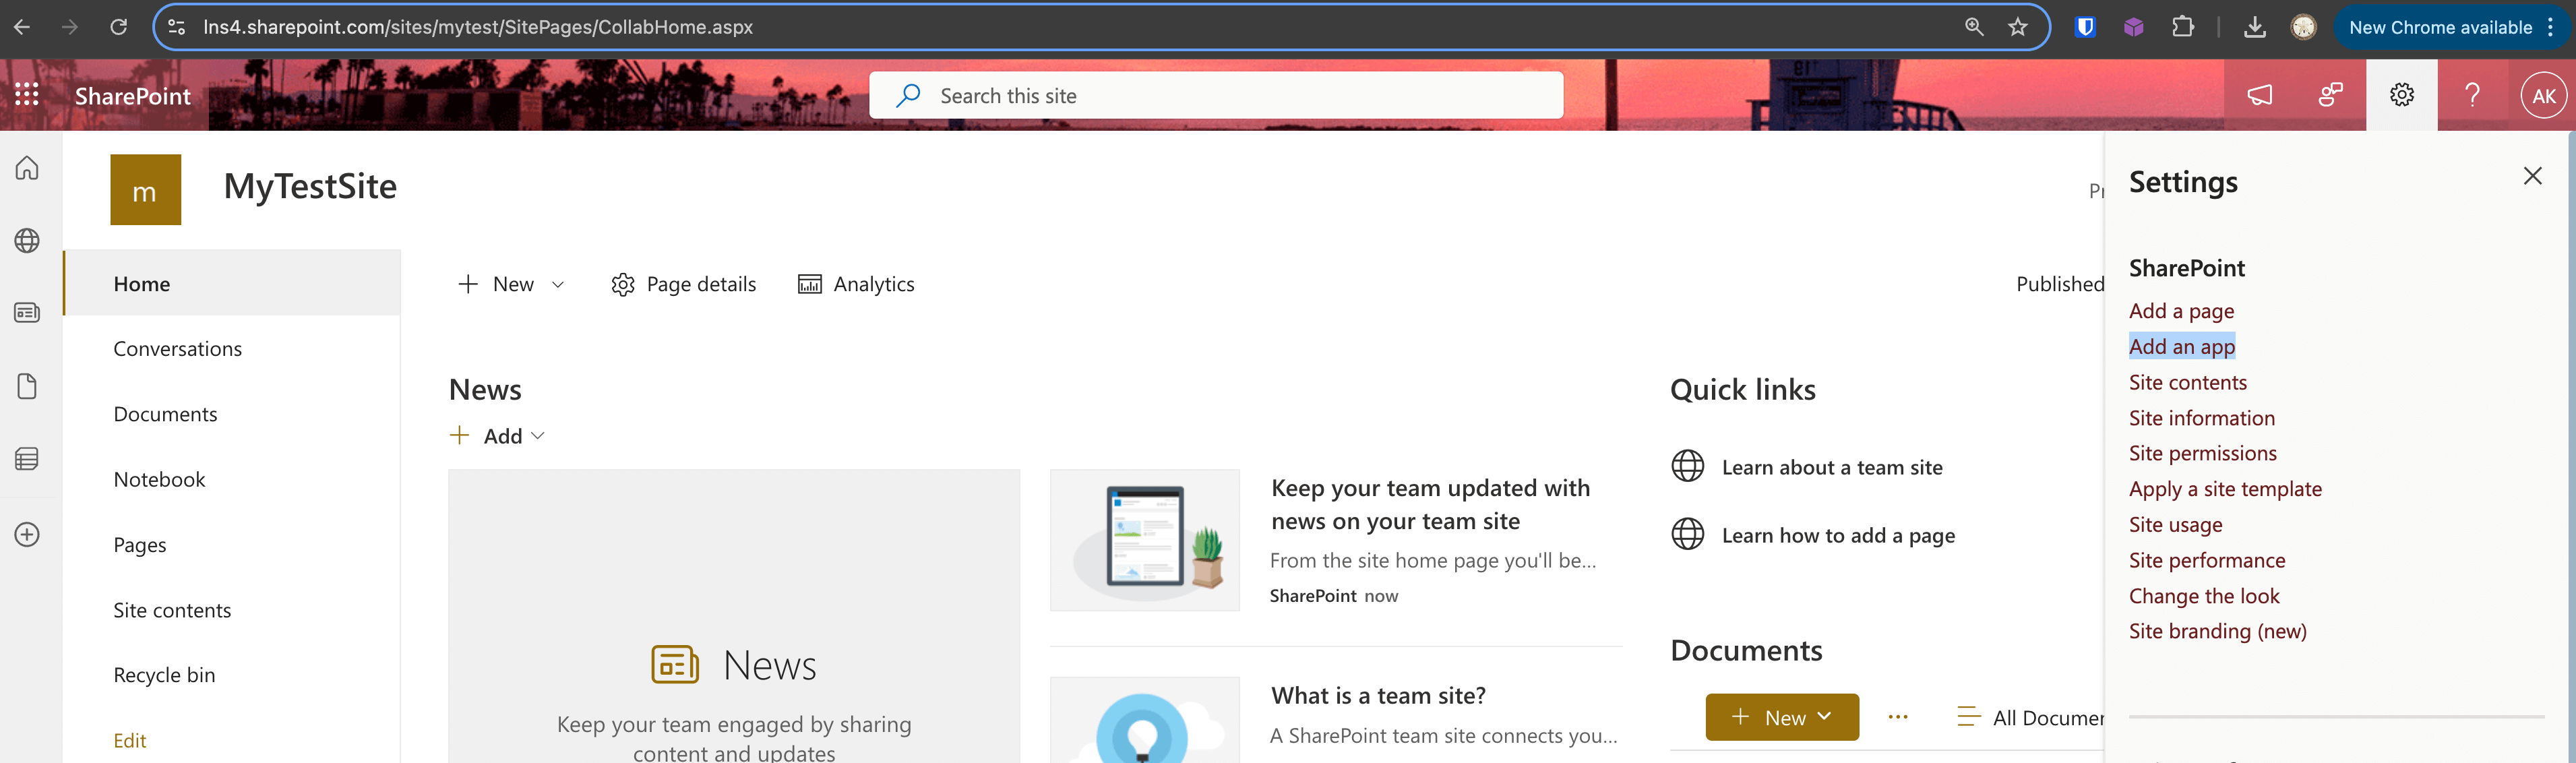 lns4.sharepoint.com/sites/mytest/SitePages/CollabHome.aspx
New Chrome available
SharePoint
Search this site
AK
m
MyTestSite
Pr
Home
Conversations
Documents
Notebook
Pages
Site contents
Recycle bin
Edit
New
Page details
Analytics
Published
News
Add
News
Keep your team engaged by sharing
content and updates
Keep your team updated with
news on your team site
From the site home page you'll be...
SharePoint now
What is a team site?
A SharePoint team site connects you...
Quick links
Learn about a team site
Learn how to add a page
Documents
New
All Documen
Settings
SharePoint
Add a page
Add an app
Site contents
Site information
Site permissions
Apply a site template
Site usage
Site performance
Change the look
Site branding (new)